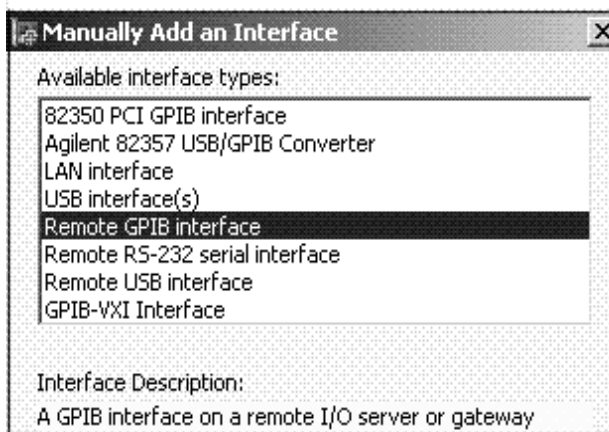 Manually Add an Interface
Available interface types:
82350 PCI GPIB interface
Agilent 82357 USB/GPIB Converter
LAN interface
USB interface(s)
Remote GPIB interface
Remote RS-232 serial interface
Remote USB interface
GPIB-VXI Interface
Interface Description:
A GPIB interface on a remote I/O server or gateway